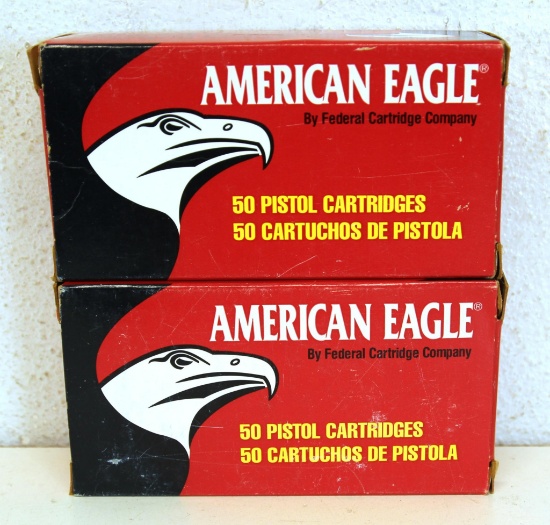 AMERICAN EAGLE®
By Federal Cartridge Company
50 PISTOL CARTRIDGES
50 CARTUCHOS DE PISTOLA
AMERICAN EAGLE®
By Federal Cartridge Company
50 PISTOL CARTRIDGES
50 CARTUCHOS DE PISTOLA